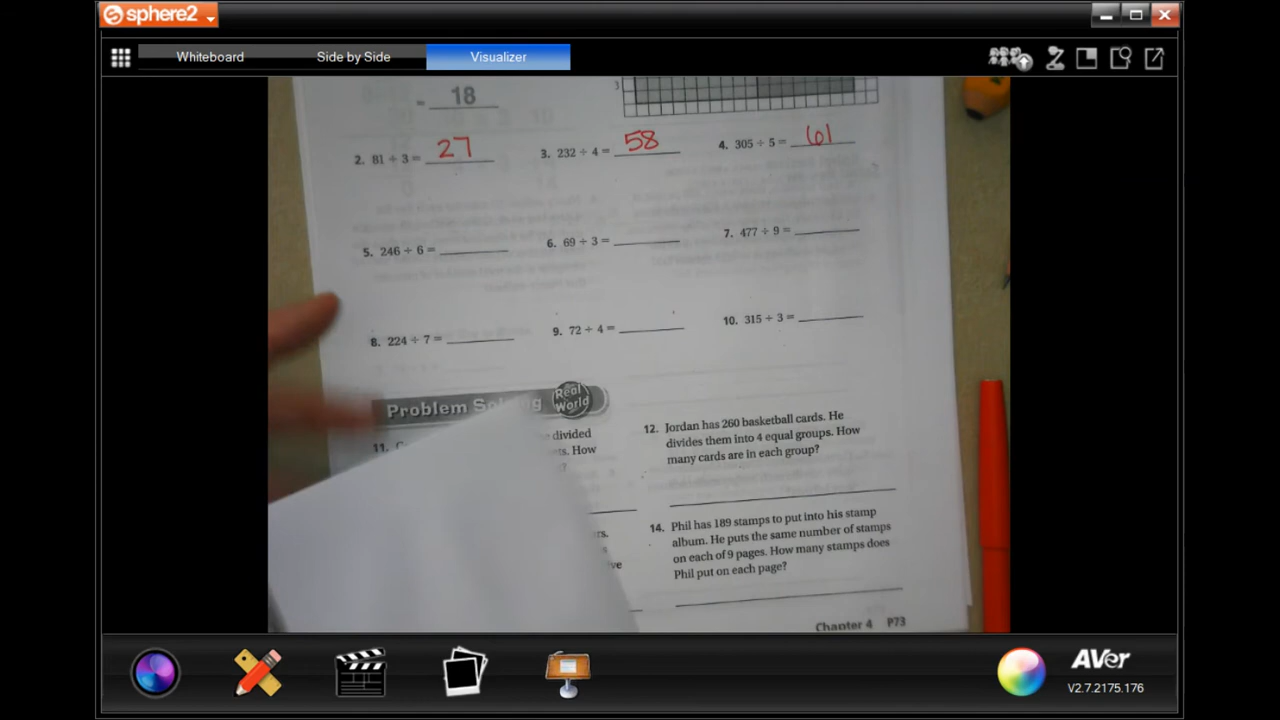 sphere2
Whiteboard Side by Side Visualizer
= 18
3
2. 81 ÷ 3 = 27 3. 232 ÷ 4 = 58 4. 305 ÷ 5 = 61
5. 246 ÷ 6 = 6. 69 ÷ 3 = 7. 477 ÷ 9 =
8. 224 ÷ 7 = 9. 72 ÷ 4 = 10. 315 ÷ 3 =
Problem Solving Real
World
11.
divided
How
?
12. Jordan has 260 basketball cards. He
divides them into 4 equal groups. How
many cards are in each group?
14. Phil has 189 stamps to put into his stamp
album. He puts the same number of stamps
on each of 9 pages. How many stamps does
Phil put on each page?
Chapter 4 P73
AVer
V2.7.2175.176